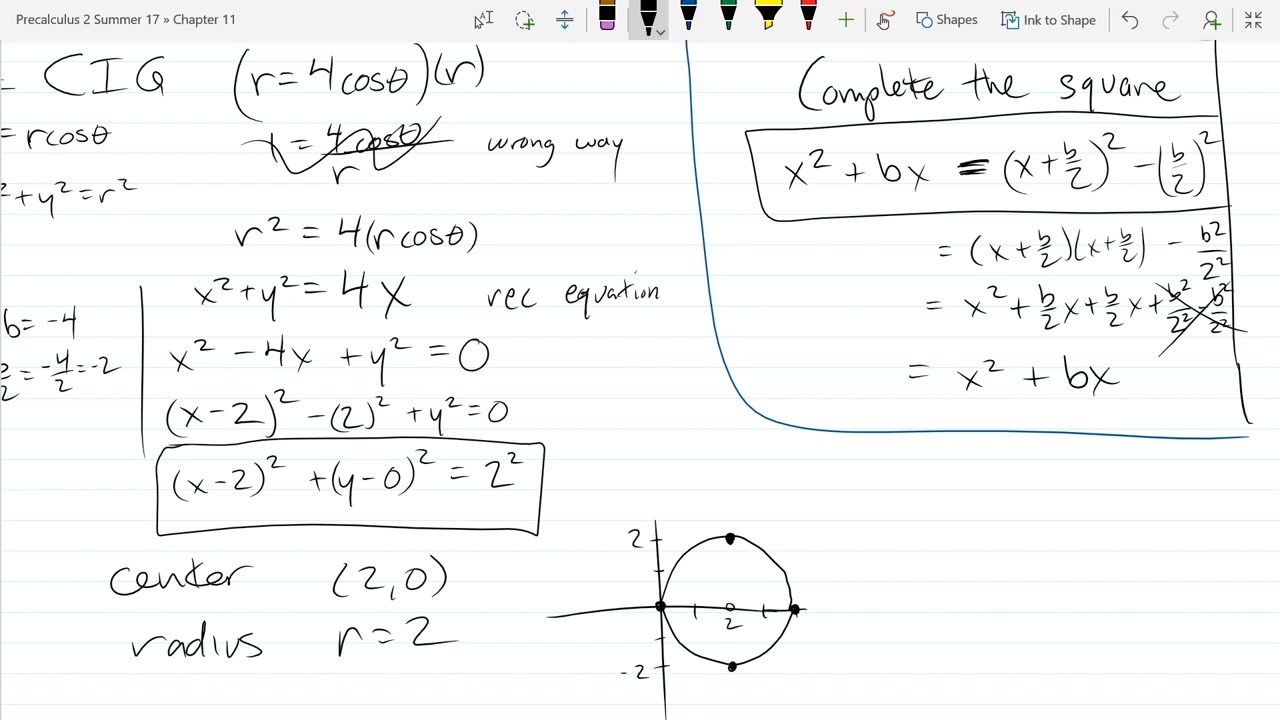 Precalculus 2 Summer 17 » Chapter 11
Shapes
Ink to Shape
CIG (r=4cosθ)(r)
= rcosθ
x = 4cosθ/r wrong way
²+y²=r²
r² = 4(rcosθ)
x²+y²= 4x rec equation
b= -4
x² -4x +y² =0
/2 = -4/2 = -2
(x-2)² -(2)² +y²=0
(x-2)² +(y-0)² = 2²
center (2,0)
radius r=2
Complete the square
x² + bx = (x+b/2)² -(b/2)²
= (x+b/2)(x+b/2) - b2/2²
= x²+b/2x+b/2x+b²/2²-b²/2²
= x² + bx
2
2
-2